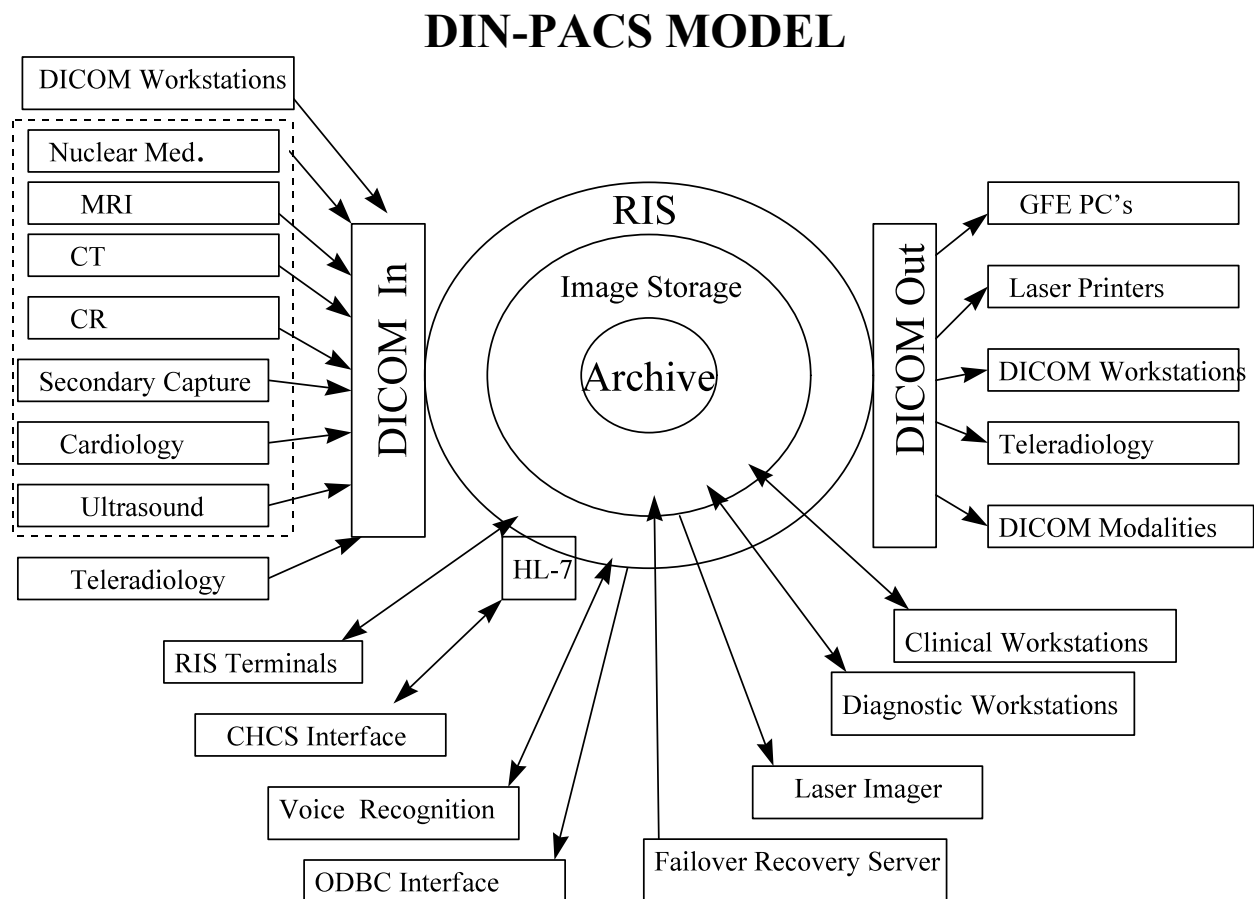 DIN-PACS MODEL
DICOM Workstations
Nuclear Med.
MRI
CT
CR
Secondary Capture
Cardiology
Ultrasound
Teleradiology
DICOM In
RIS
Image Storage
Archive
DICOM Out
GFE PC's
Laser Printers
DICOM Workstations
Teleradiology
DICOM Modalities
HL-7
RIS Terminals
CHCS Interface
Voice Recognition
ODBC Interface
Clinical Workstations
Diagnostic Workstations
Laser Imager
Failover Recovery Server